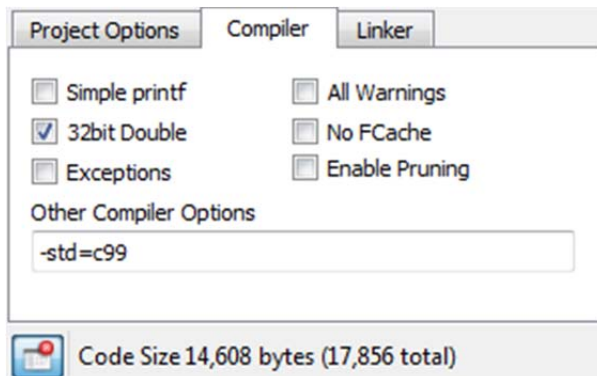 Project Options Compiler Linker
Simple printf All Warnings
32bit Double No FCache
Exceptions Enable Pruning
Other Compiler Options
-std=c99
Code Size 14,608 bytes (17,856 total)